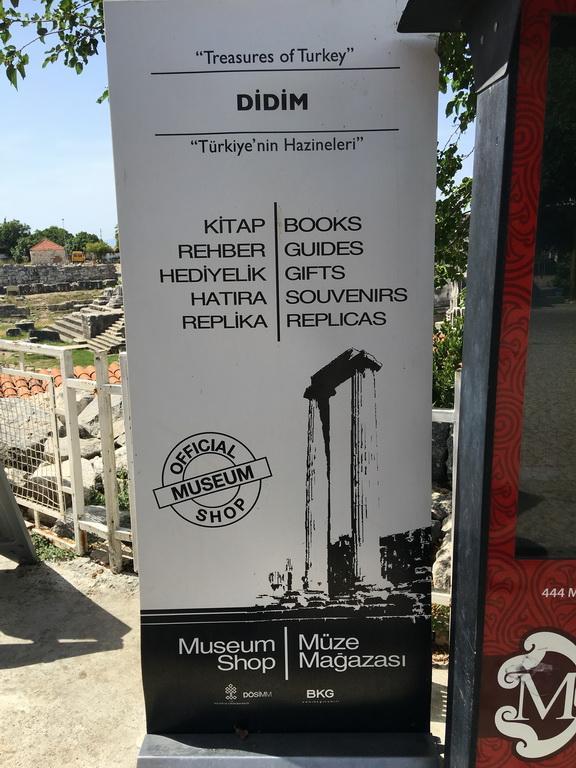 "Treasures of Turkey"
DİDİM
"Türkiye'nin Hazineleri"
KİTAP BOOKS
REHBER GUIDES
HEDİYELİK GIFTS
HATIRA SOUVENIRS
REPLİKA REPLICAS
OFFICIAL
MUSEUM
SHOP
Museum Shop
Müze Mağazası
DÖSİMM
BKG
444 M
M